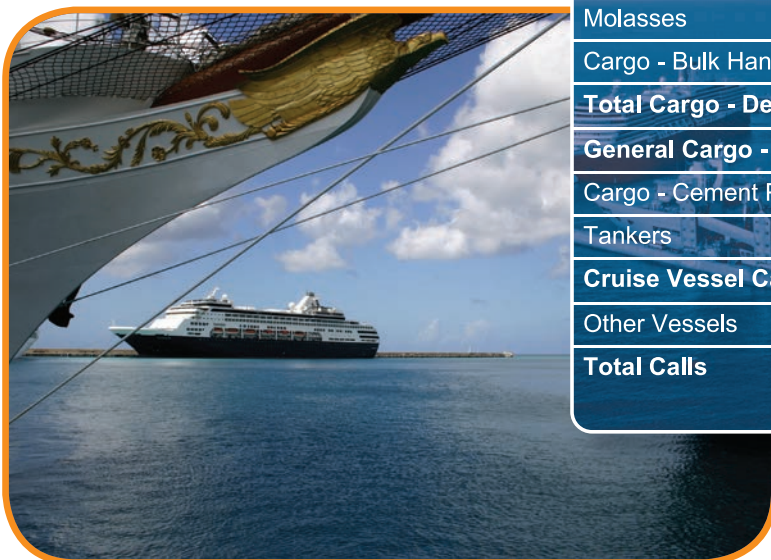 Molasses
Cargo - Bulk Han
Total Cargo - De
General Cargo -
Cargo - Cement
Tankers
Cruise Vessel
Other Vessels
Total Calls